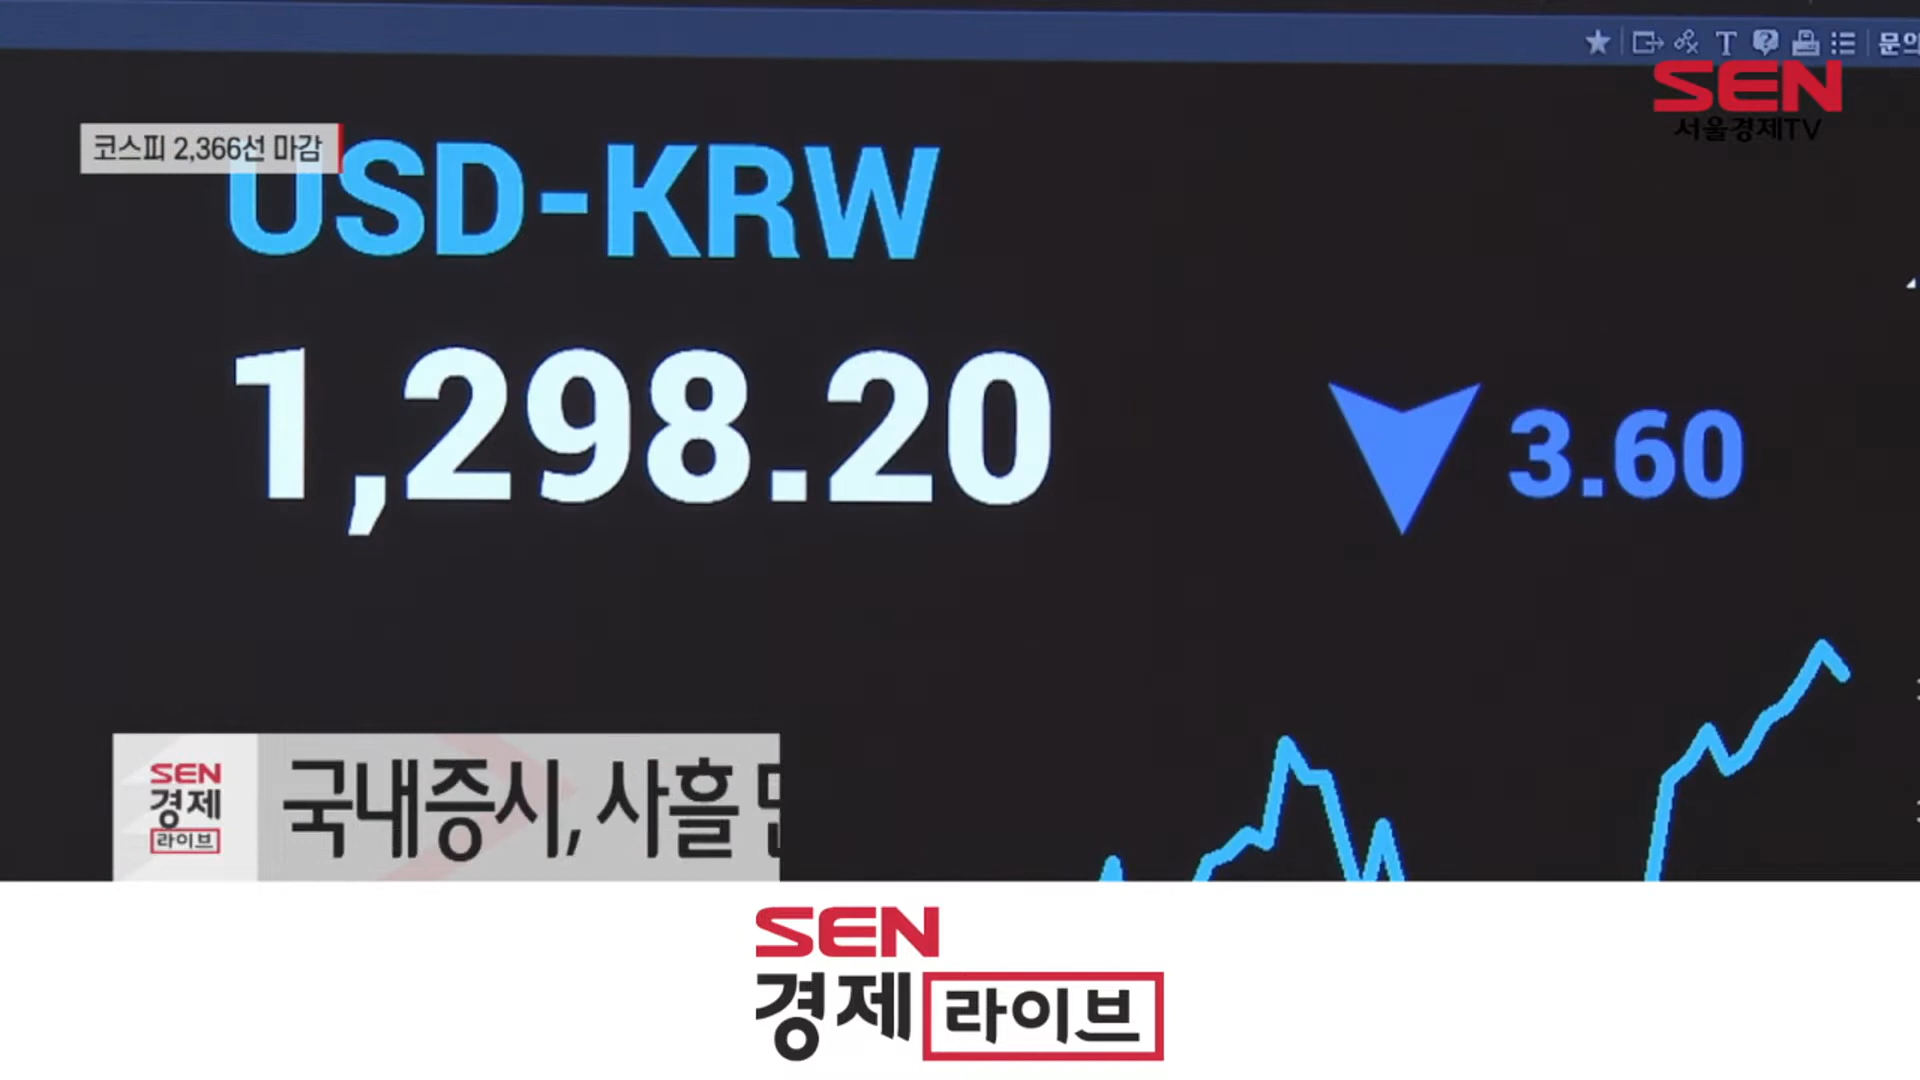 문의
SEN
서울경제TV
코스피 2,366선 마감
USD-KRW
1,298.20
3.60
SEN
경제
라이브
국내증시, 사흘
SEN
경제 라이브